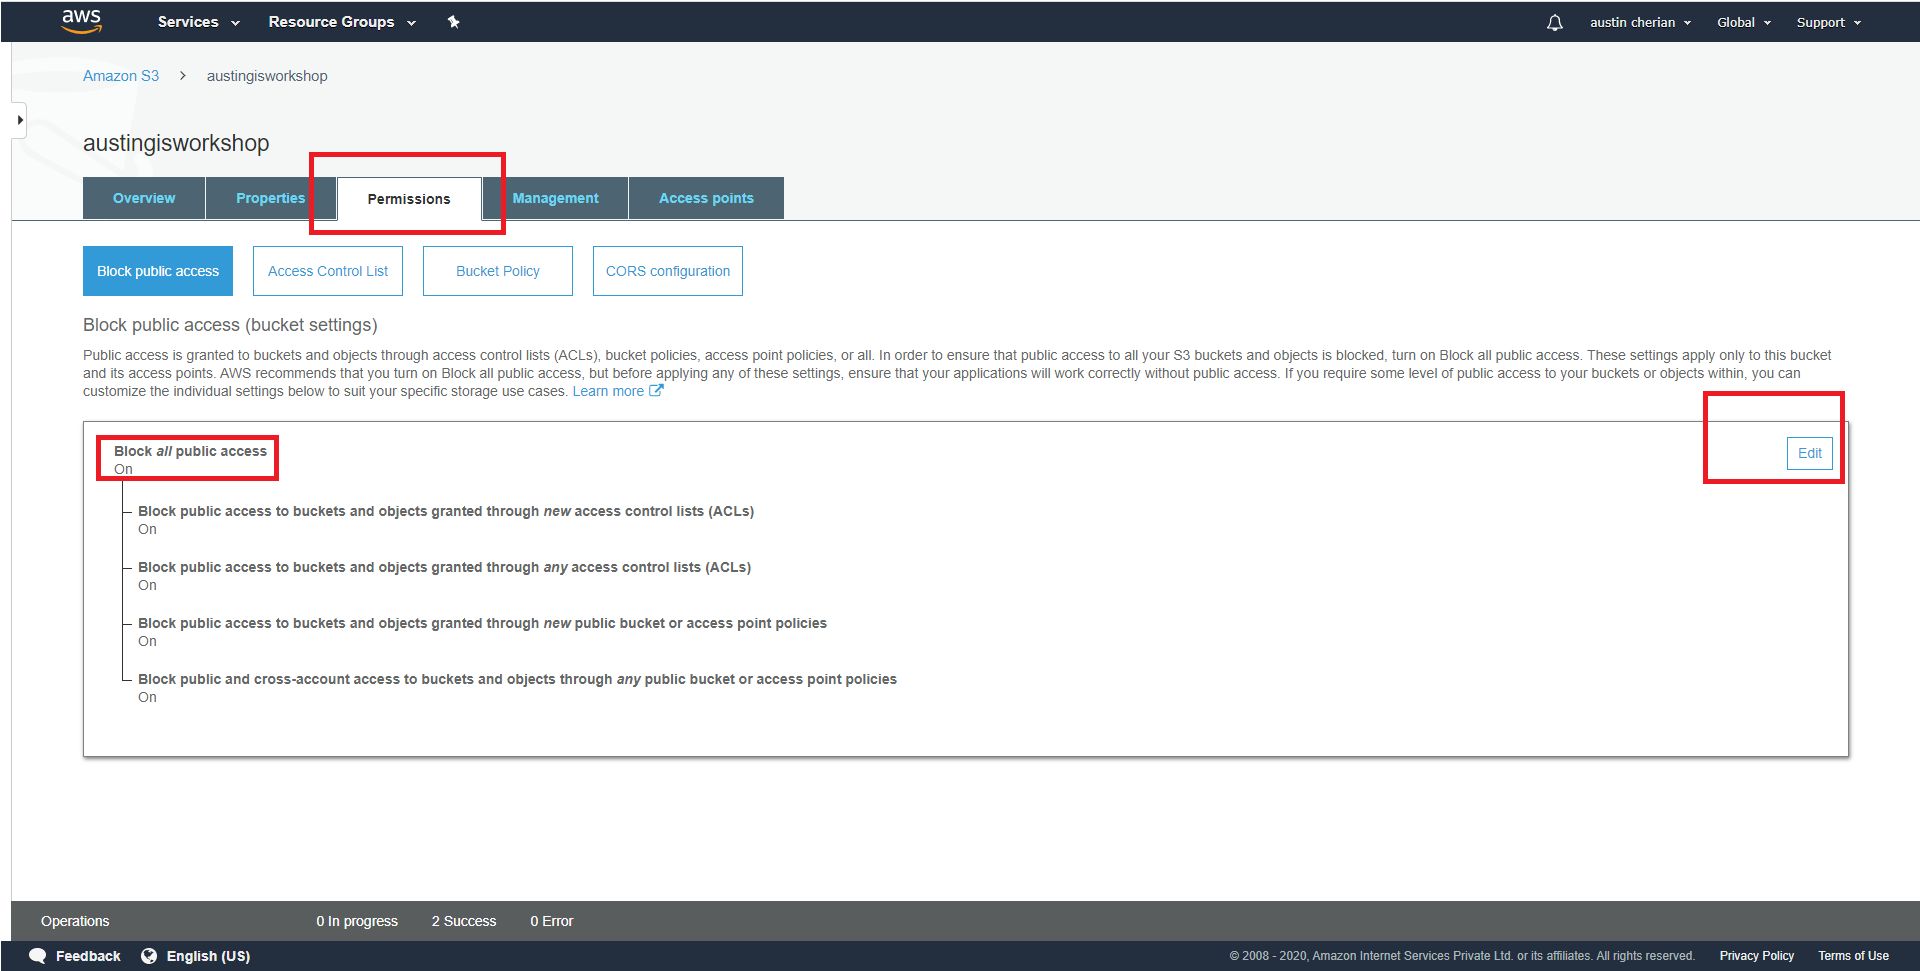 aws Services Resource Groups austin cherian Global Support
Amazon S3 > austingisworkshop
austingisworkshop
Overview Properties Permissions Management Access points
Block public access Access Control List Bucket Policy CORS configuration
Block public access (bucket settings)
Public access is granted to buckets and objects through access control lists (ACLs), bucket policies, access point policies, or all. In order to ensure that public access to all your S3 buckets and objects is blocked, turn on Block all public access. These settings apply only to this bucket
and its access points. AWS recommends that you turn on Block all public access, but before applying any of these settings, ensure that your applications will work correctly without public access. If you require some level of public access to your buckets or objects within, you can
customize the individual settings below to suit your specific storage use cases. Learn more
Block all public access
On
Edit
Block public access to buckets and objects granted through new access control lists (ACLs)
On
Block public access to buckets and objects granted through any access control lists (ACLs)
On
Block public access to buckets and objects granted through new public bucket or access point policies
On
Block public and cross-account access to buckets and objects through any public bucket or access point policies
On
Operations 0 In progress 2 Success 0 Error
Feedback English (US) © 2008 - 2020, Amazon Internet Services Private Ltd. or its affiliates. All rights reserved. Privacy Policy Terms of Use